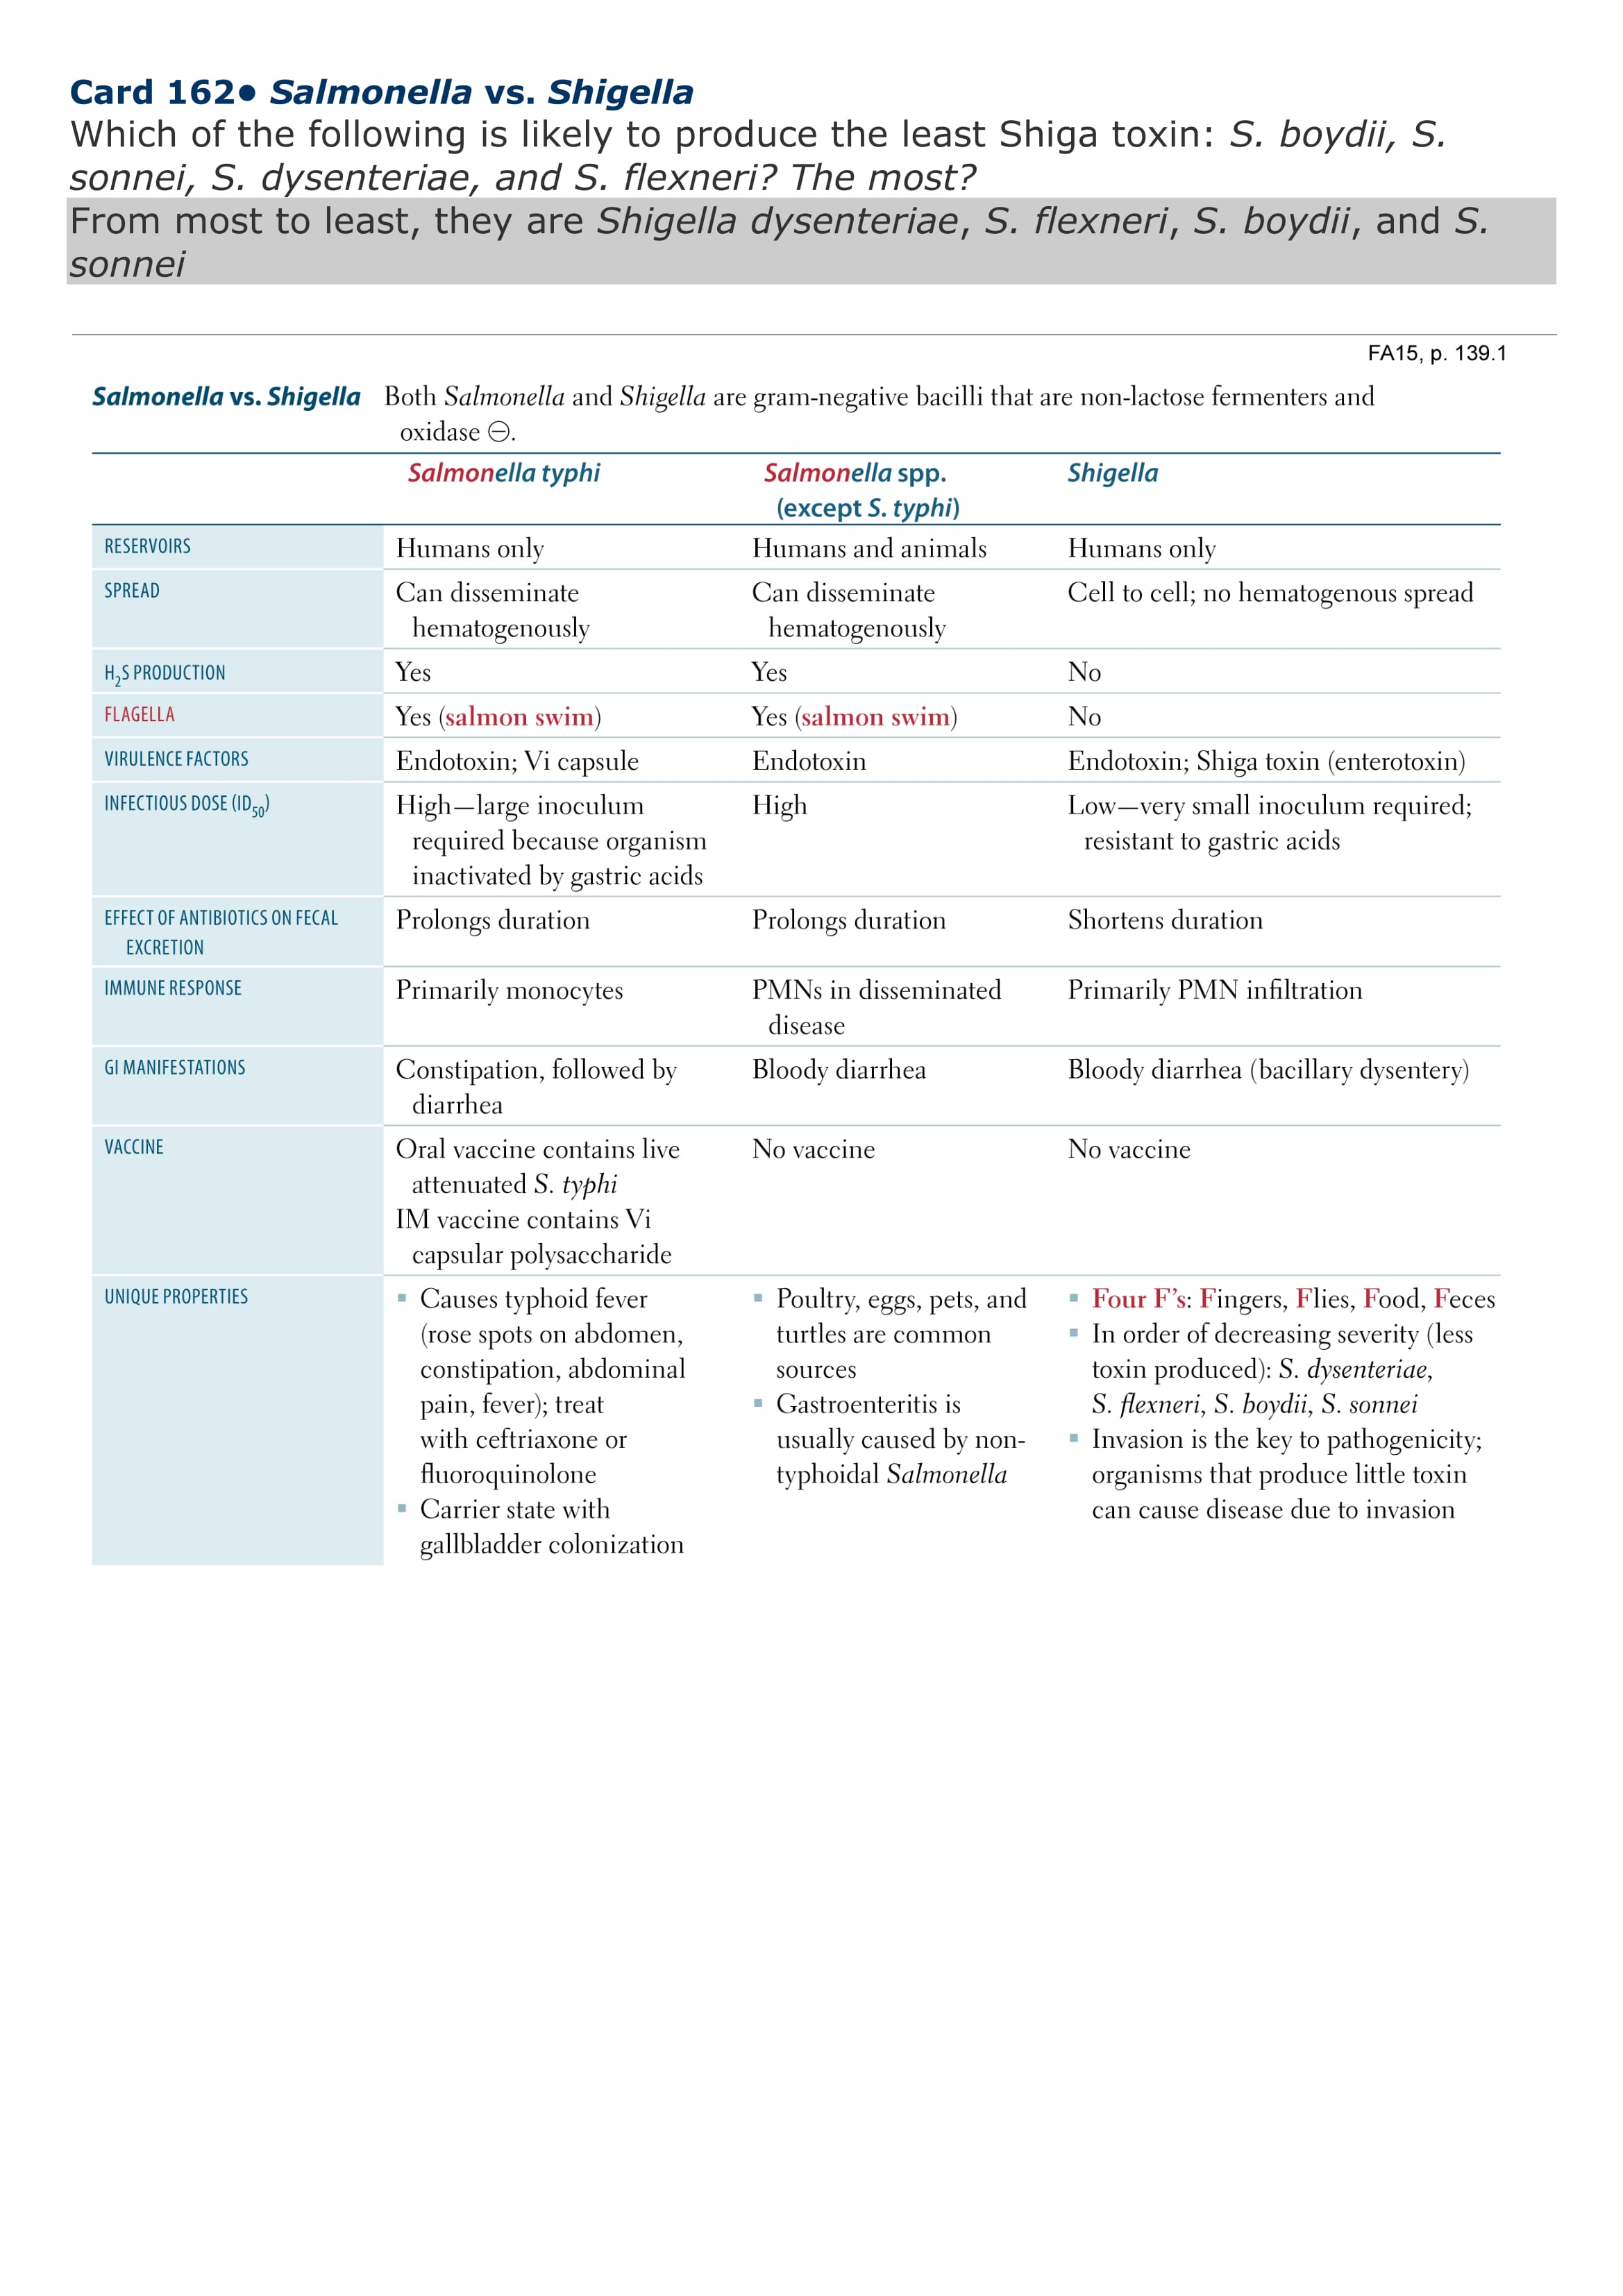 Card 162● Salmonella vs. Shigella
Which of the following is likely to produce the least Shiga toxin: S. boydii, S.
sonnei, S. dysenteriae, and S. flexneri? The most?
From most to least, they are Shigella dysenteriae, S. flexneri, S. boydii, and S.
sonnei
FA15, p. 139.1
Salmonella vs. Shigella Both Salmonella and Shigella are gram-negative bacilli that are non-lactose fermenters and
oxidase ⊖.
Salmonella typhi Salmonella spp. Shigella
(except S. typhi)
RESERVOIRS Humans only Humans and animals Humans only
SPREAD Can disseminate Can disseminate Cell to cell; no hematogenous spread
hematogenously hematogenously
H2S PRODUCTION Yes Yes No
FLAGELLA Yes (salmon swim) Yes (salmon swim) No
VIRULENCE FACTORS Endotoxin; Vi capsule Endotoxin Endotoxin; Shiga toxin (enterotoxin)
INFECTIOUS DOSE (ID50) High—large inoculum High Low—very small inoculum required;
required because organism resistant to gastric acids
inactivated by gastric acids
EFFECT OF ANTIBIOTICS ON FECAL Prolongs duration Prolongs duration Shortens duration
EXCRETION
IMMUNE RESPONSE Primarily monocytes PMNs in disseminated Primarily PMN infiltration
disease
GI MANIFESTATIONS Constipation, followed by Bloody diarrhea Bloody diarrhea (bacillary dysentery)
diarrhea
VACCINE Oral vaccine contains live No vaccine No vaccine
attenuated S. typhi
IM vaccine contains Vi
capsular polysaccharide
UNIQUE PROPERTIES ▪ Causes typhoid fever ▪ Poultry, eggs, pets, and ▪ Four F's: Fingers, Flies, Food, Feces
(rose spots on abdomen, turtles are common ▪ In order of decreasing severity (less
constipation, abdominal sources toxin produced): S. dysenteriae,
pain, fever); treat ▪ Gastroenteritis is S. flexneri, S. boydii, S. sonnei
with ceftriaxone or usually caused by non- ▪ Invasion is the key to pathogenicity;
fluoroquinolone typhoidal Salmonella organisms that produce little toxin
▪ Carrier state with can cause disease due to invasion
gallbladder colonization